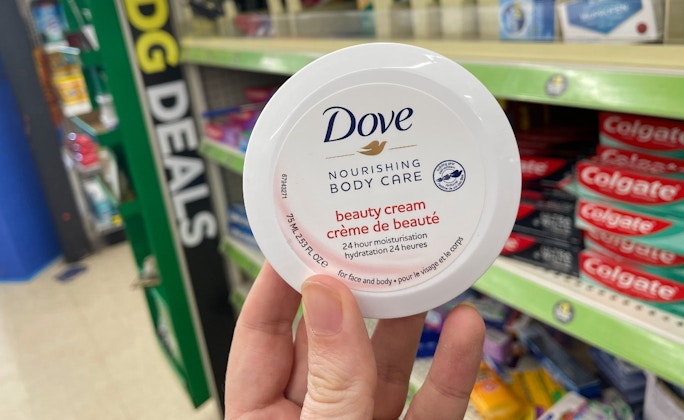 DG DEALS
Dove
NOURISHING
BODY CARE
beauty cream
crème de beauté
24 hour moisturisation
hydratation 24 heures
for face and body • pour le visage et le corps
75 ML 2.53 FL OZ e
67343271
Colgate
Colgate
Colgate
Colgate